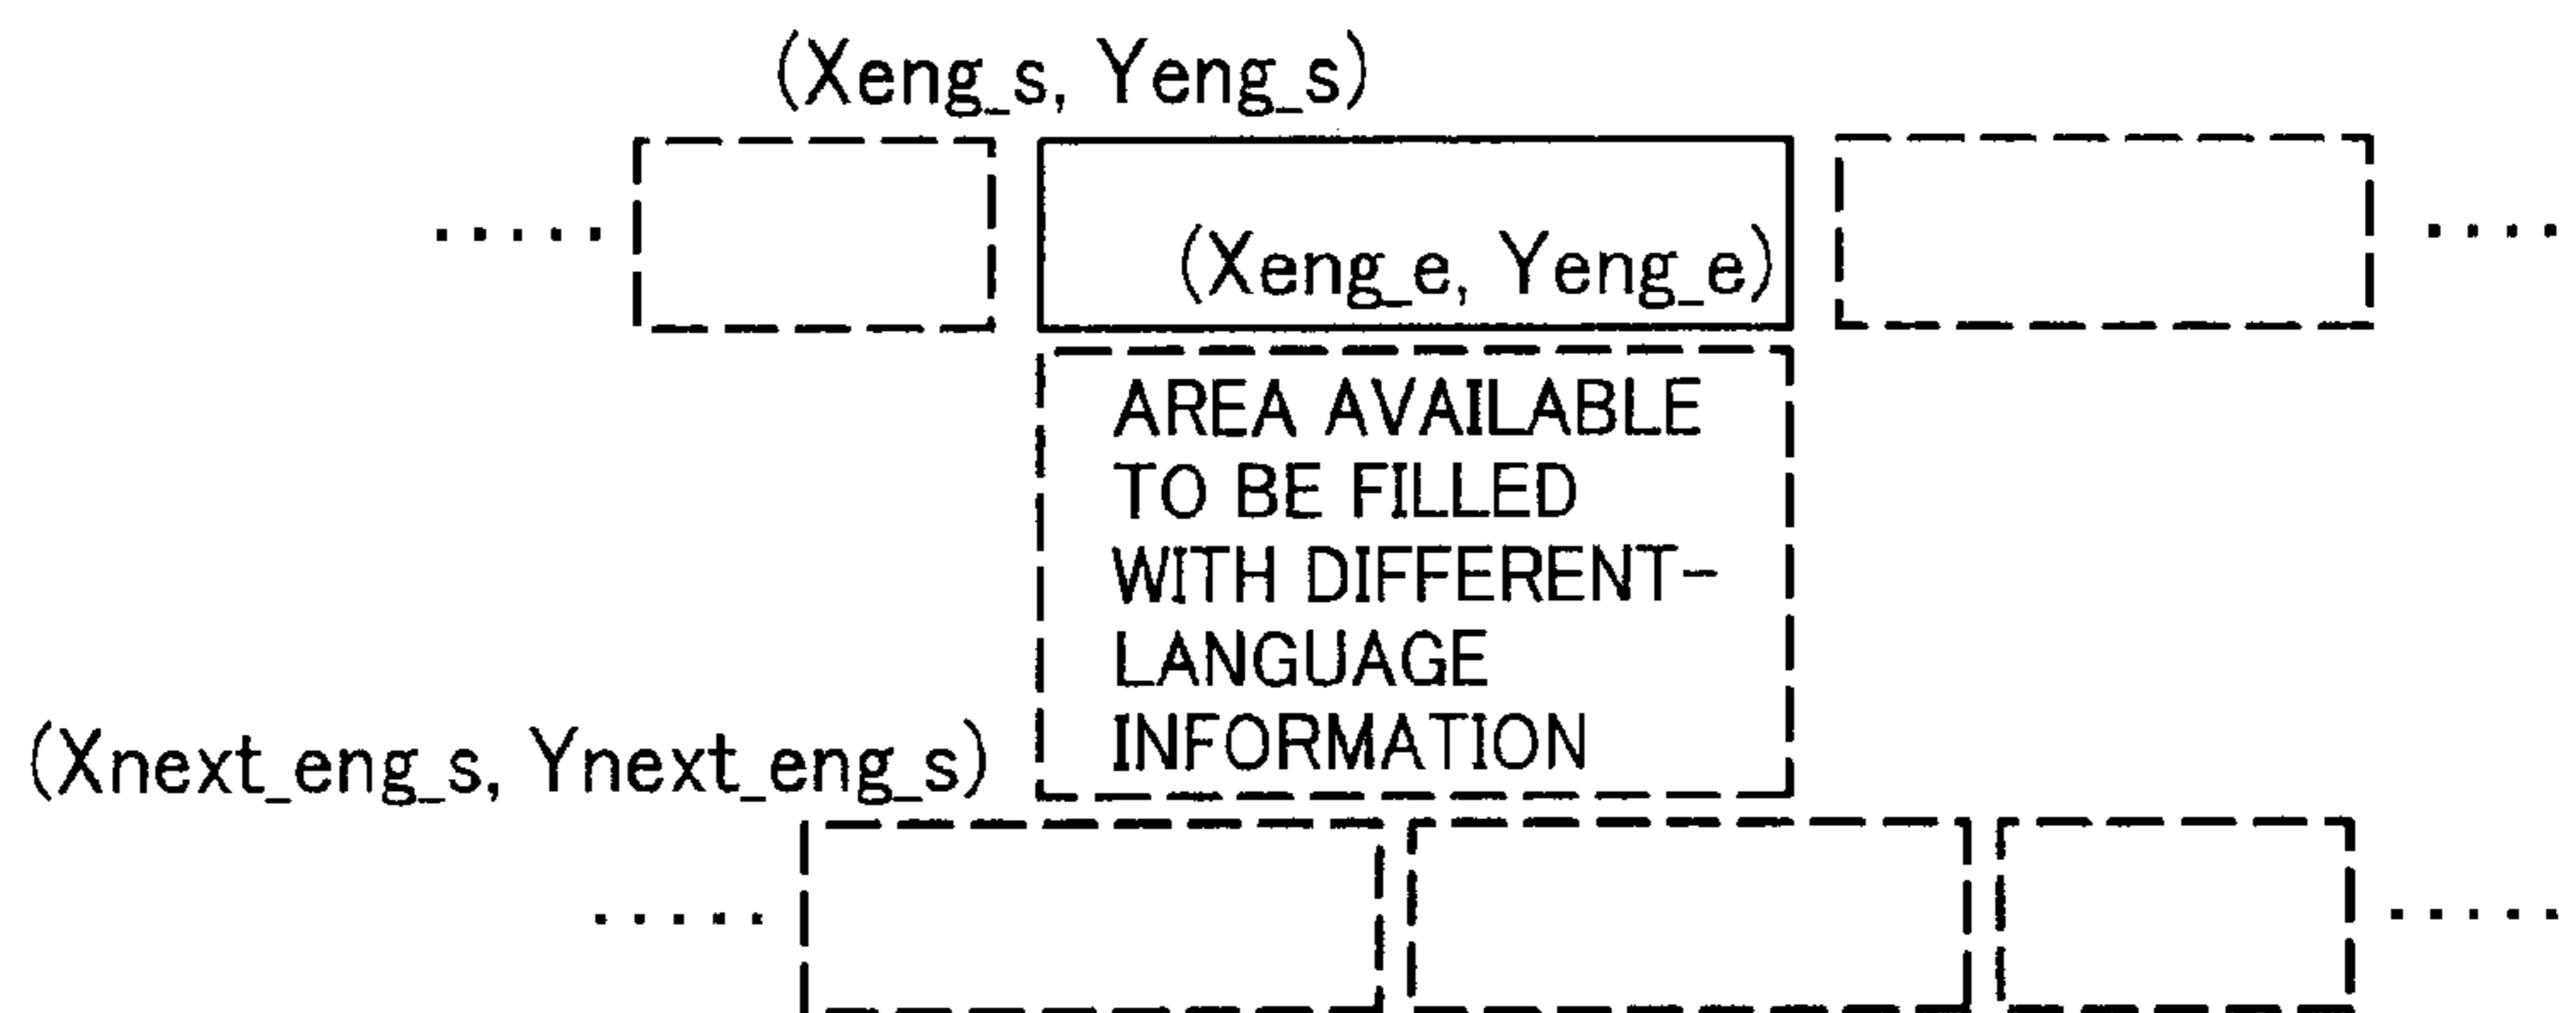 (Xeng_s, Yeng_s)
.....
(Xeng_e, Yeng_e)
....
AREA AVAILABLE
TO BE FILLED
WITH DIFFERENT-
LANGUAGE
INFORMATION
(Xnext_eng_s, Ynext_eng_s)
.....
.....